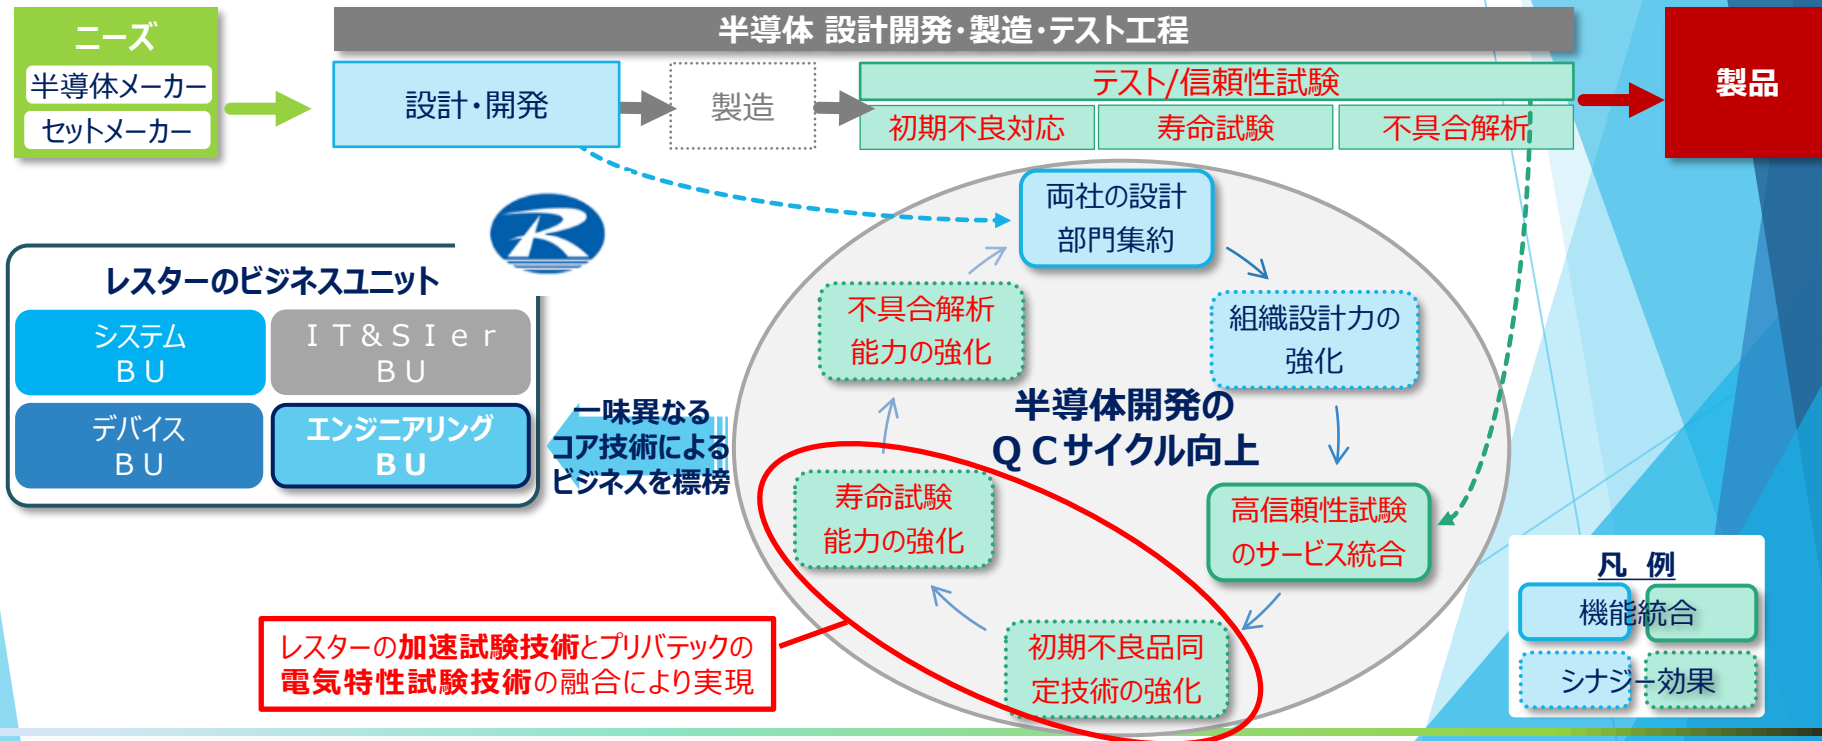 ニーズ
半導体メーカー
セットメーカー
半導体 設計開発・製造・テスト工程
設計・開発
製造
テスト/信頼性試験
初期不良対応
寿命試験
不具合解析
製品
レスターのビジネスユニット
システム
ＢＵ
ＩＴ＆ＳＩｅｒ
ＢＵ
デバイス
ＢＵ
エンジニアリング
ＢＵ
一味異なる
コア技術による
ビジネスを標榜
両社の設計
部門集約
組織設計力の
強化
高信頼性試験
のサービス統合
初期不良品同
定技術の強化
寿命試験
能力の強化
不具合解析
能力の強化
半導体開発の
ＱＣサイクル向上
レスターの加速試験技術とプリバテックの
電気特性試験技術の融合により実現
凡 例
機能統合
シナジー効果
R